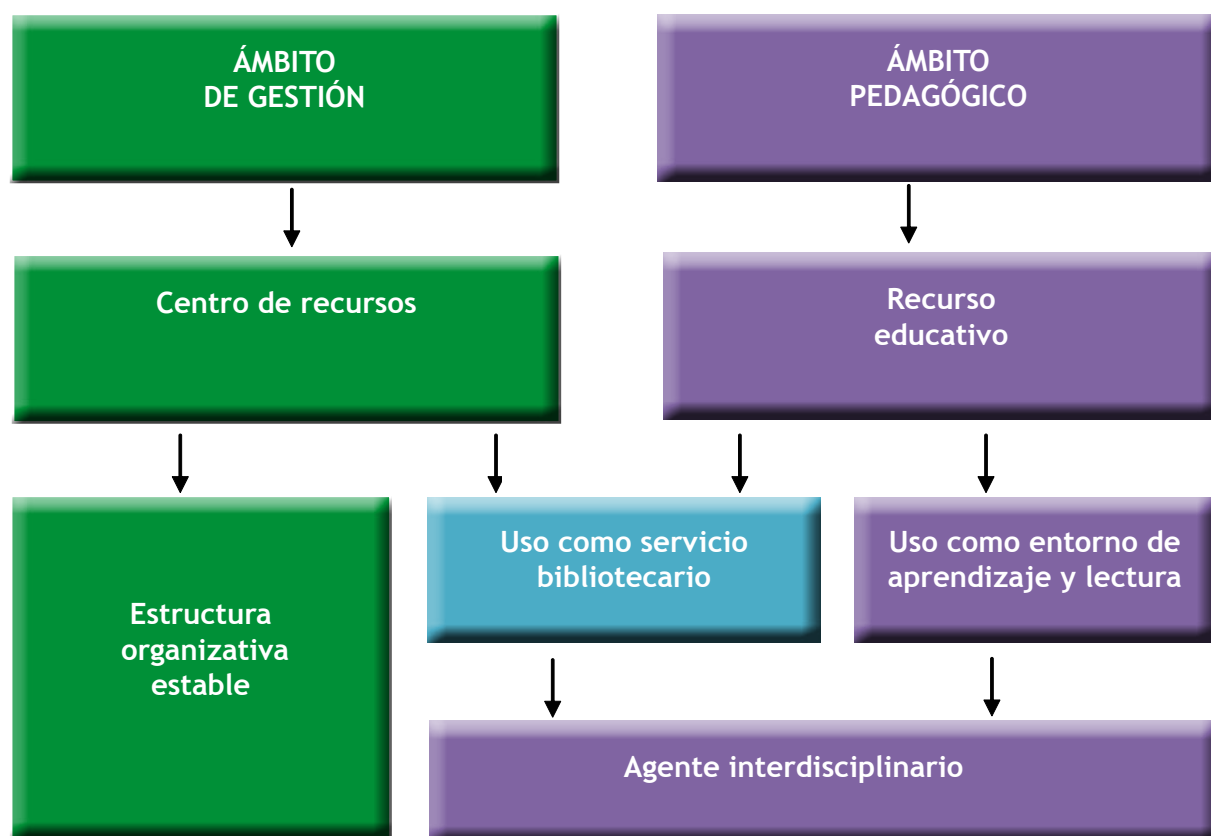 ÁMBITO
DE GESTIÓN
ÁMBITO
PEDAGÓGICO
Centro de recursos
Recurso
educativo
Estructura
organizativa
estable
Uso como servicio
bibliotecario
Uso como entorno de
aprendizaje y lectura
Agente interdisciplinario